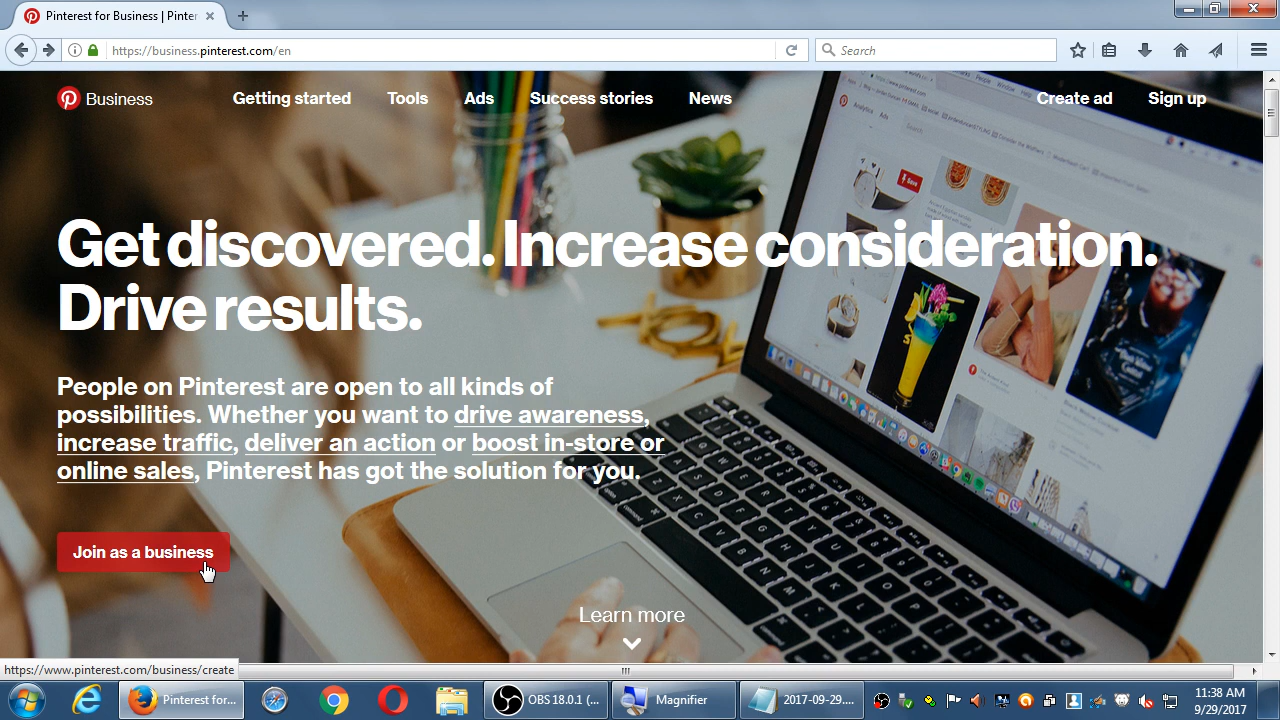 Pinterest for Business | Pinter
https://business.pinterest.com/en
Search
Business
Getting started
Tools
Ads
Success stories
News
Create ad
Sign up
Get discovered. Increase consideration.
Drive results.
People on Pinterest are open to all kinds of
possibilities. Whether you want to drive awareness,
increase traffic, deliver an action or boost in-store or
online sales, Pinterest has got the solution for you.
Join as a business
Learn more
https://www.pinterest.com/business/create
Pinterest for...
OBS 18.0.1 (...
Magnifier
2017-09-29....
11:38 AM
9/29/2017